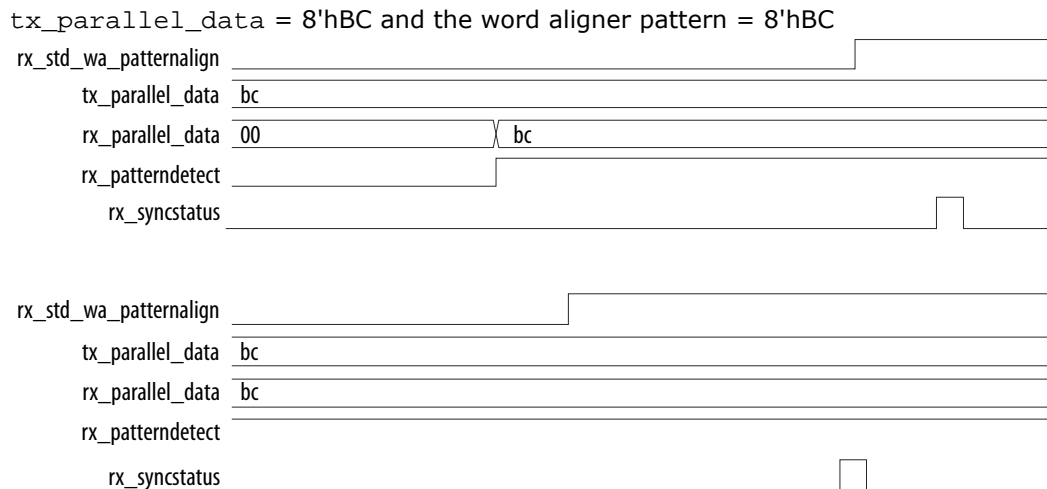 tx_parallel_data = 8'hBC and the word aligner pattern = 8'hBC
rx_std_wa_patternalign
tx_parallel_data bc
rx_parallel_data 00 bc
rx_patterndetect
rx_syncstatus
rx_std_wa_patternalign
tx_parallel_data bc
rx_parallel_data bc
rx_patterndetect
rx_syncstatus